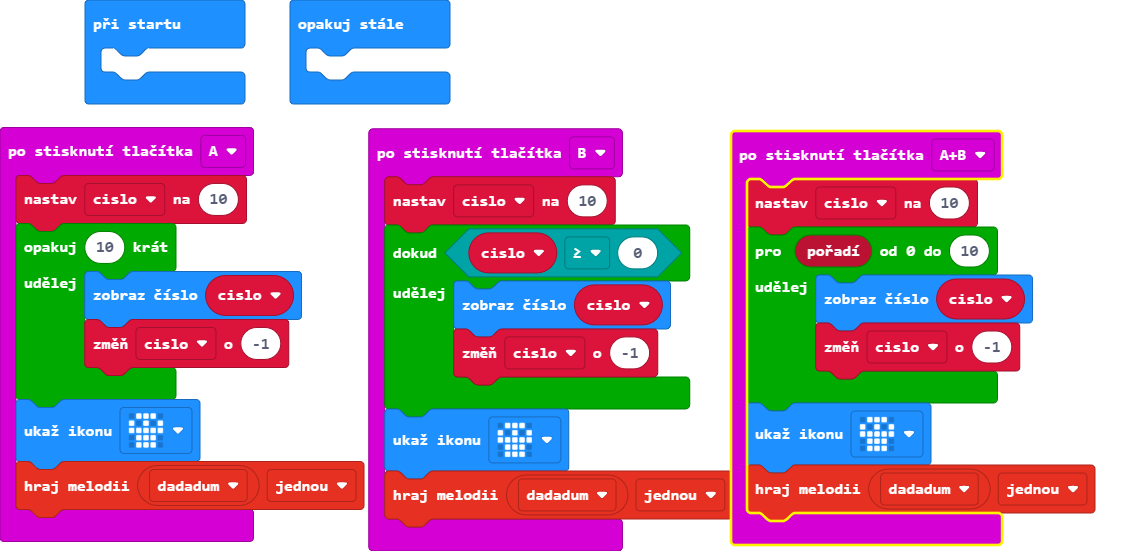 při startu
opakuj stále
po stisknutí tlačítka A
nastav cislo na 10
opakuj 10 krát
udělej
zobraz číslo cislo
změň cislo o -1
ukaž ikonu
hraj melodii dadadum jednou
po stisknutí tlačítka B
nastav cislo na 10
dokud cislo ≥ 0
udělej
zobraz číslo cislo
změň cislo o -1
ukaž ikonu
hraj melodii dadadum jednou
po stisknutí tlačítka A+B
nastav cislo na 10
pro pořadí od 0 do 10
udělej
zobraz číslo cislo
změň cislo o -1
ukaž ikonu
hraj melodii dadadum jednou